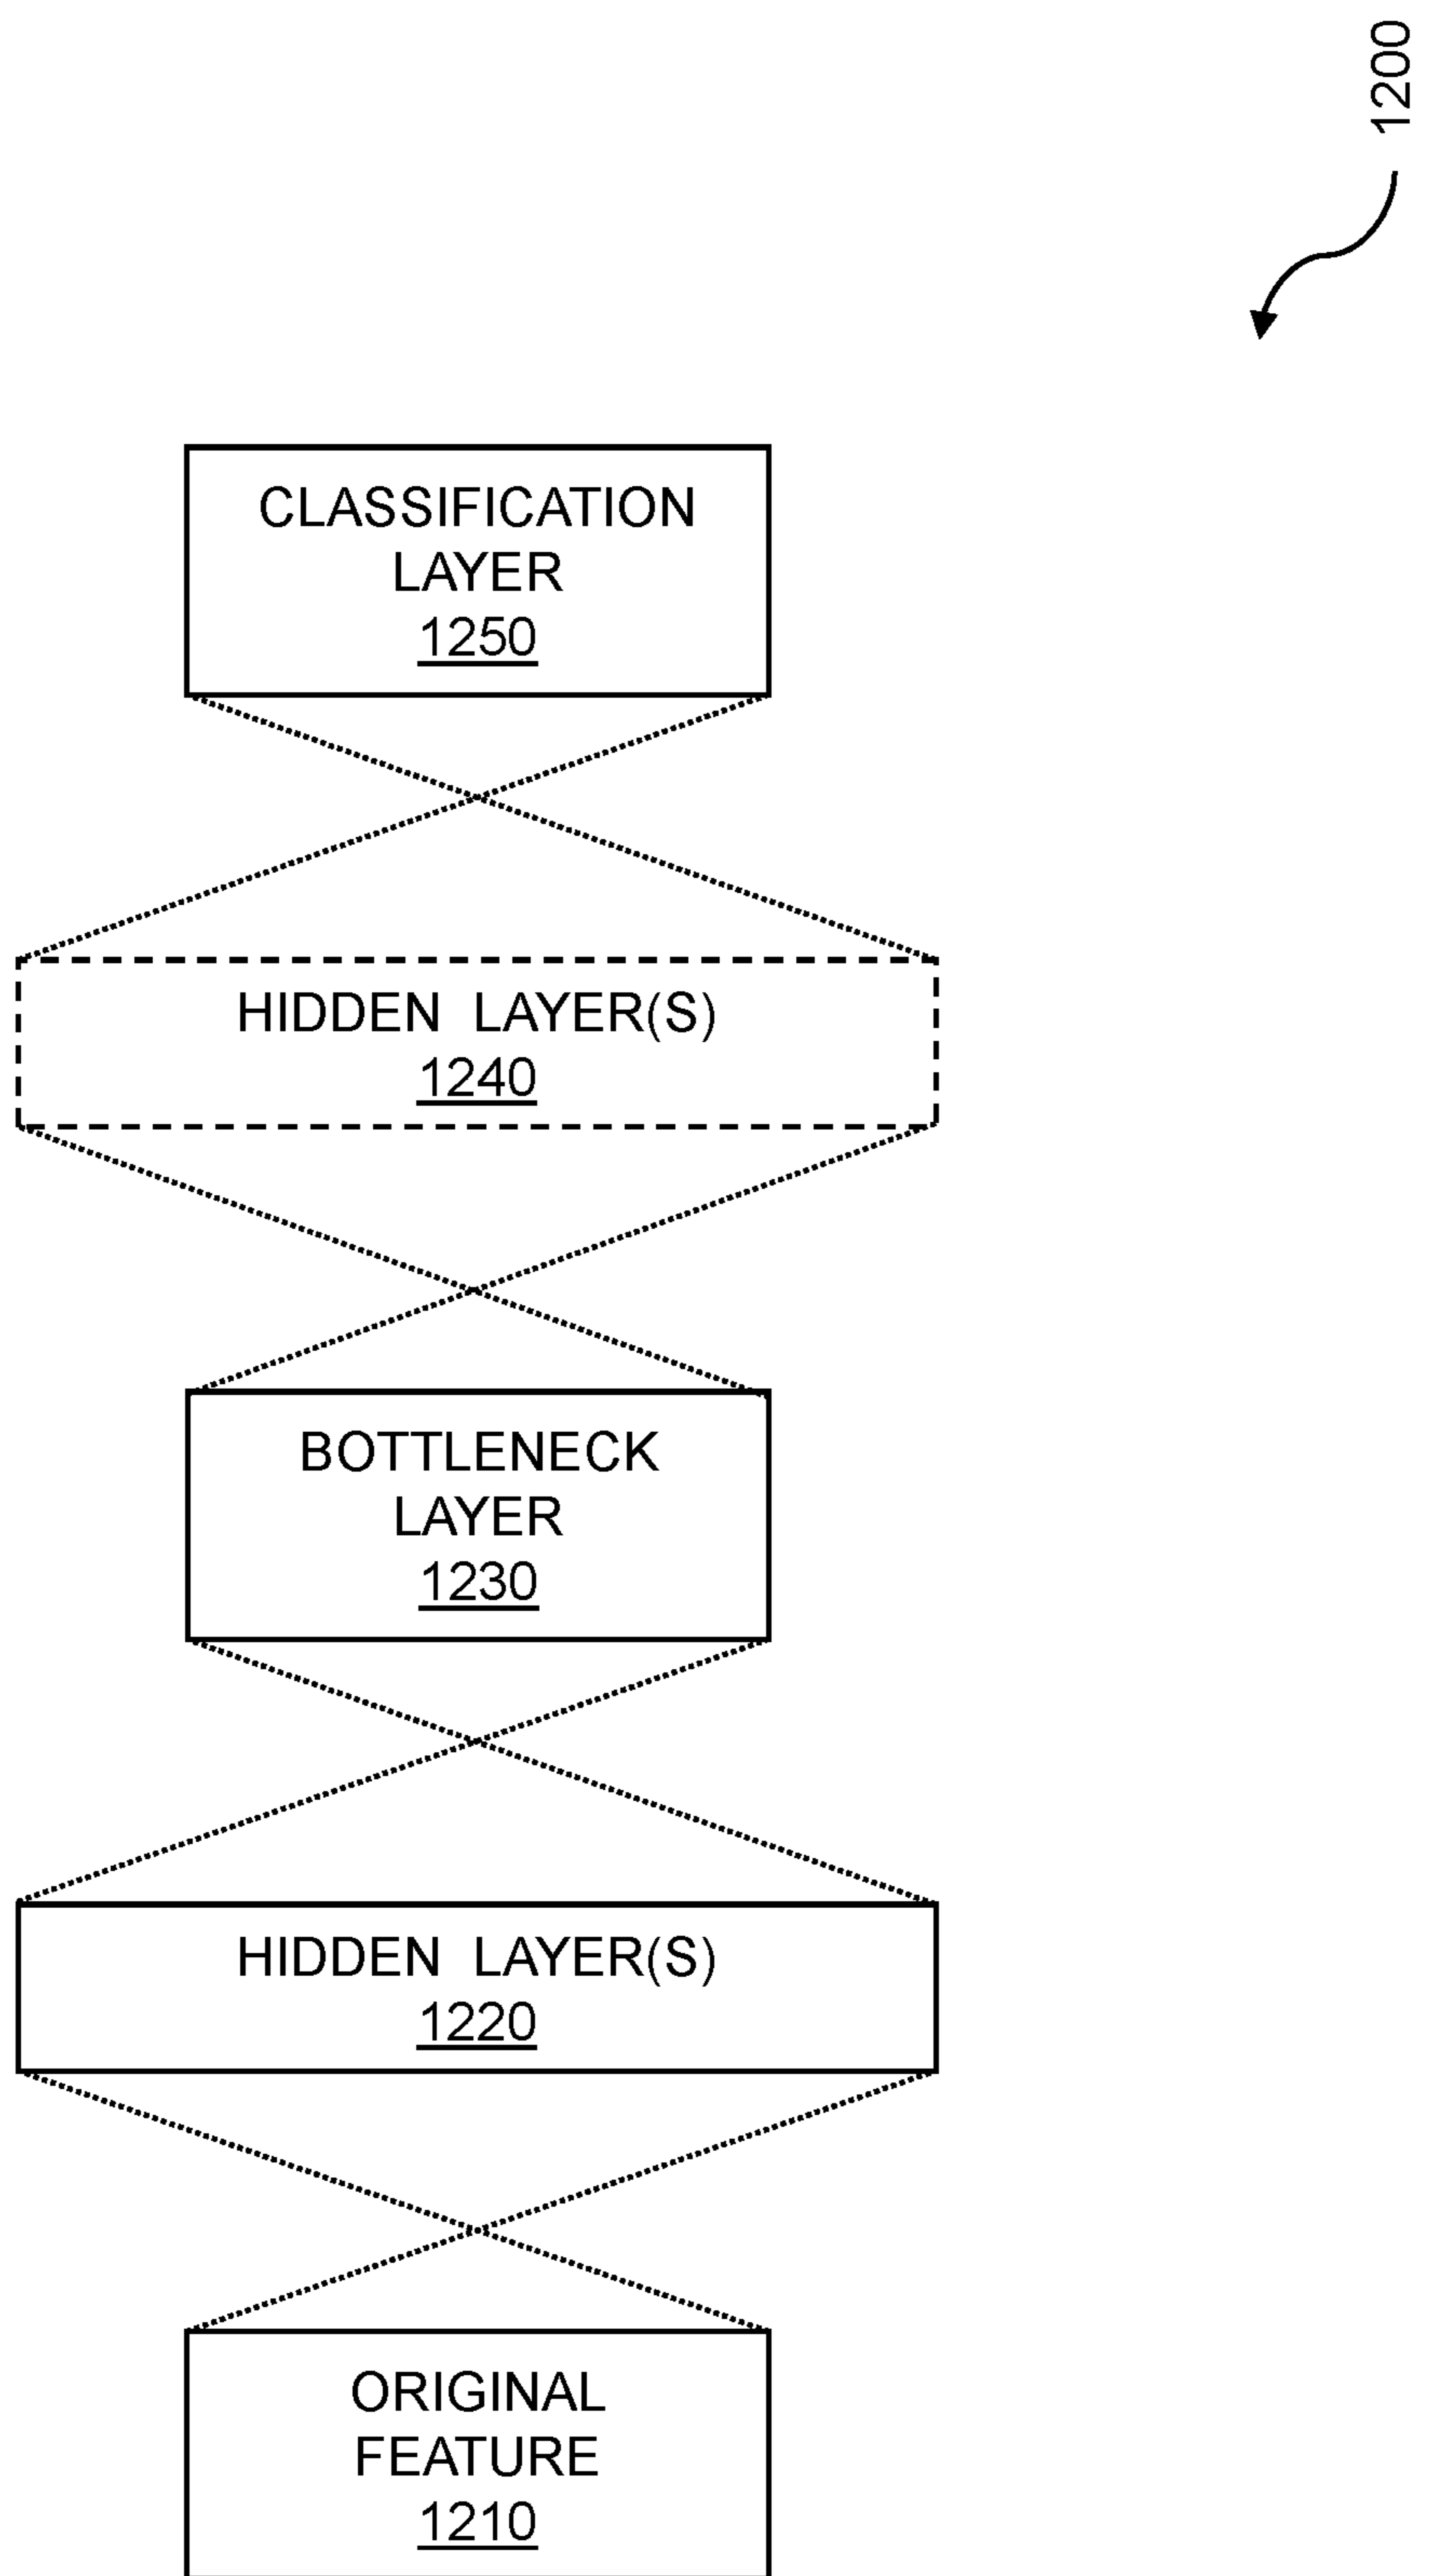 1200
CLASSIFICATION
LAYER
1250
HIDDEN LAYER(S)
1240
BOTTLENECK
LAYER
1230
HIDDEN LAYER(S)
1220
ORIGINAL
FEATURE
1210